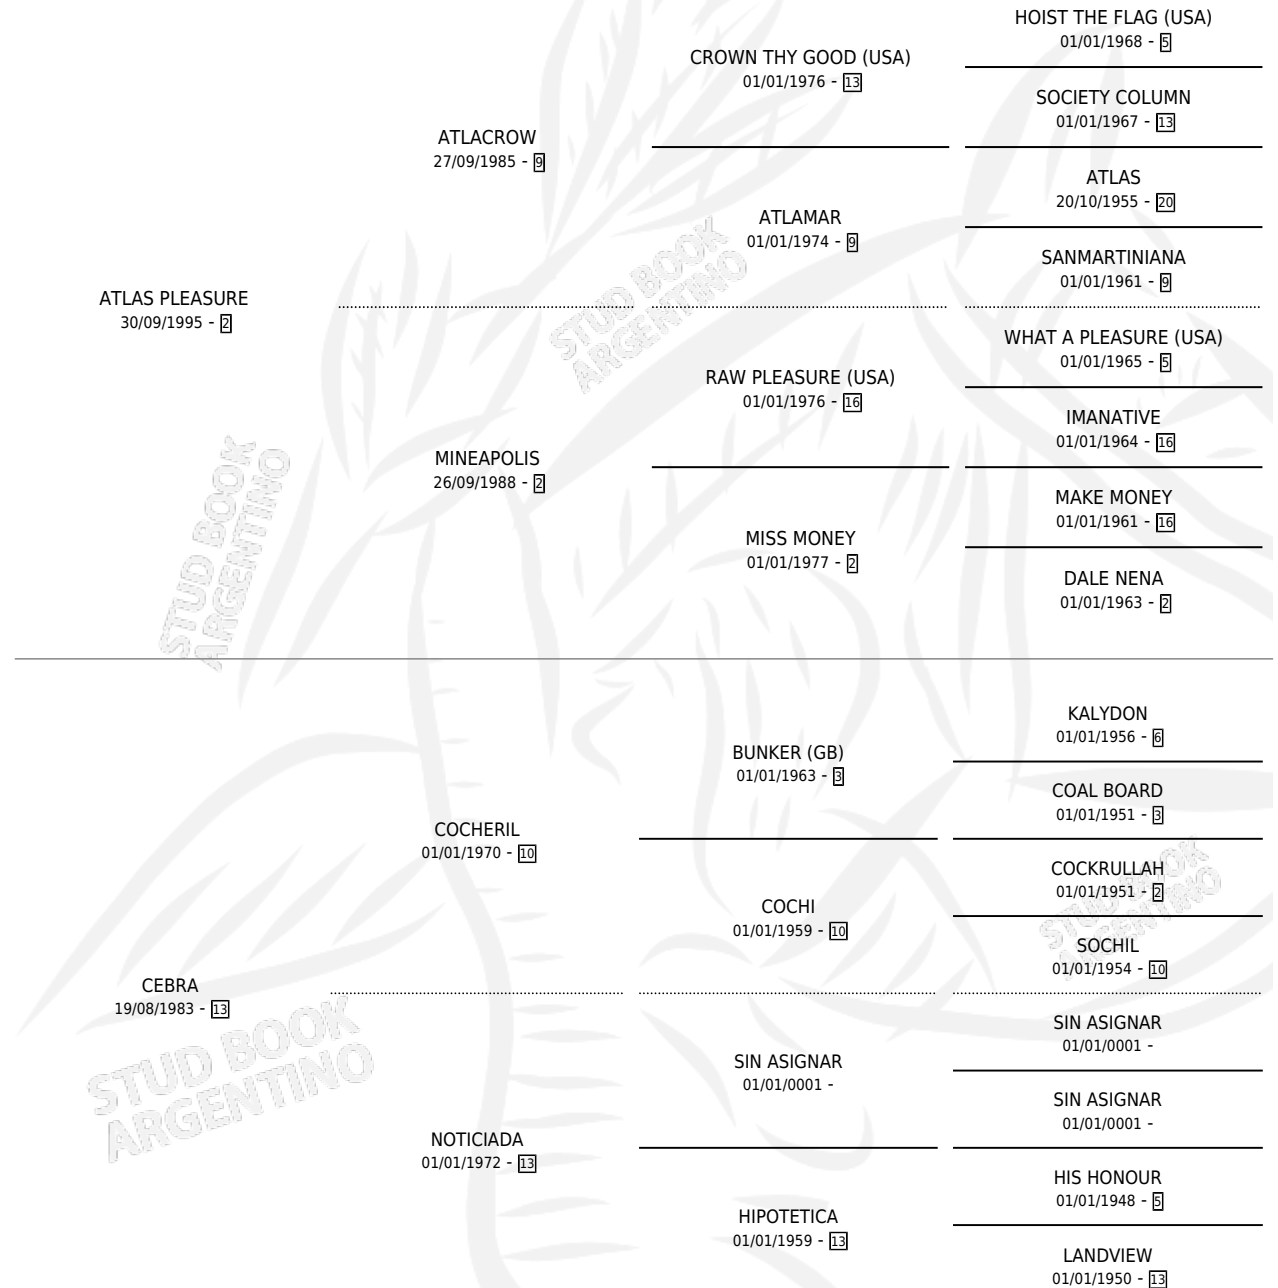 HOIST THE FLAG (USA)
01/01/1968 - 5
CROWN THY GOOD (USA)
01/01/1976 - 13
SOCIETY COLUMN
01/01/1967 - 13
ATLACROW
27/09/1985 - 9
ATLAS
20/10/1955 - 20
ATLAMAR
01/01/1974 - 9
SANMARTINIANA
01/01/1961 - 9
ATLAS PLEASURE
30/09/1995 - 2
STUD BOOK
ARGENTINO
WHAT A PLEASURE (USA)
01/01/1965 - 5
RAW PLEASURE (USA)
01/01/1976 - 16
IMANATIVE
01/01/1964 - 16
MINEAPOLIS
26/09/1988 - 2
MAKE MONEY
01/01/1961 - 16
MISS MONEY
01/01/1977 - 2
DALE NENA
01/01/1963 - 2
STUD BOOK
ARGENTINO
KALYDON
01/01/1956 - 6
BUNKER (GB)
01/01/1963 - 3
COAL BOARD
01/01/1951 - 3
COCHERIL
01/01/1970 - 10
COCKRULLAH
01/01/1951 - 2
COCHI
01/01/1959 - 10
SOCHIL
01/01/1954 - 10
STUD BOOK
ARGENTINO
CEBRA
19/08/1983 - 13
SIN ASIGNAR
01/01/0001 -
SIN ASIGNAR
01/01/0001 -
SIN ASIGNAR
01/01/0001 -
STUD BOOK
ARGENTINO
NOTICIADA
01/01/1972 - 13
HIS HONOUR
01/01/1948 - 5
HIPOTETICA
01/01/1959 - 13
LANDVIEW
01/01/1950 - 13